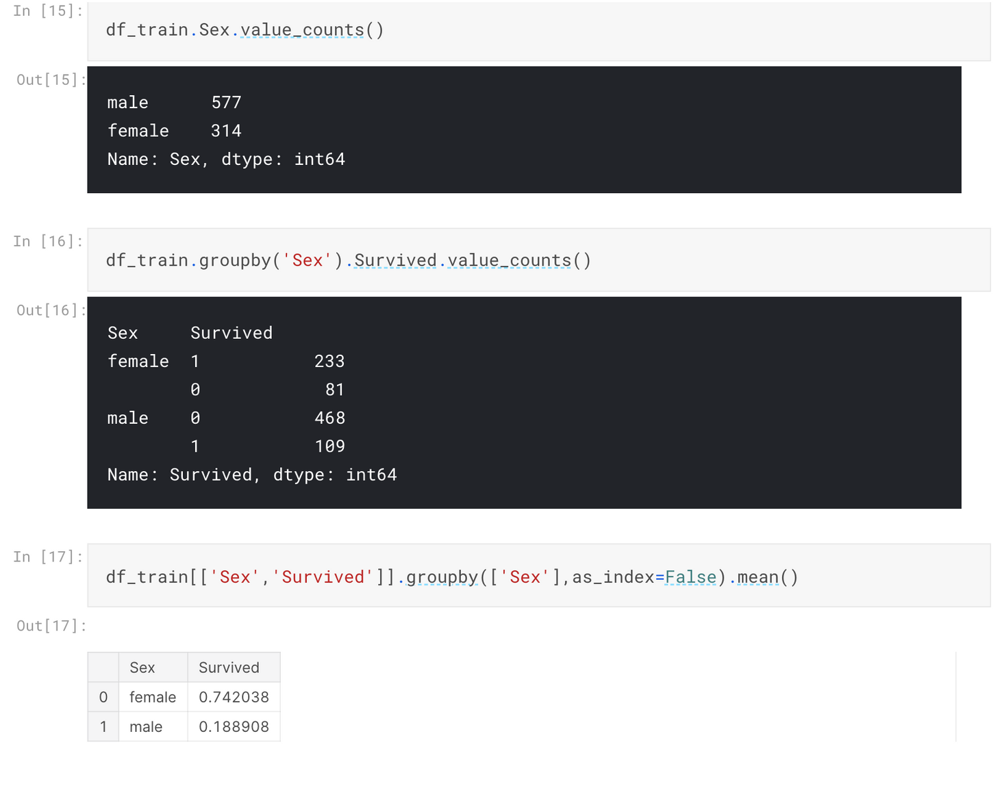 In [15]:
df_train.Sex.value_counts()
Out[15]:
male      577
female    314
Name: Sex, dtype: int64
In [16]:
df_train.groupby('Sex').Survived.value_counts()
Out[16]:
Sex     Survived
female  1           233
        0            81
male    0           468
        1           109
Name: Survived, dtype: int64
In [17]:
df_train[['Sex','Survived']].groupby(['Sex'],as_index=False).mean()
Out[17]:
Sex Survived
0 female 0.742038
1 male 0.188908